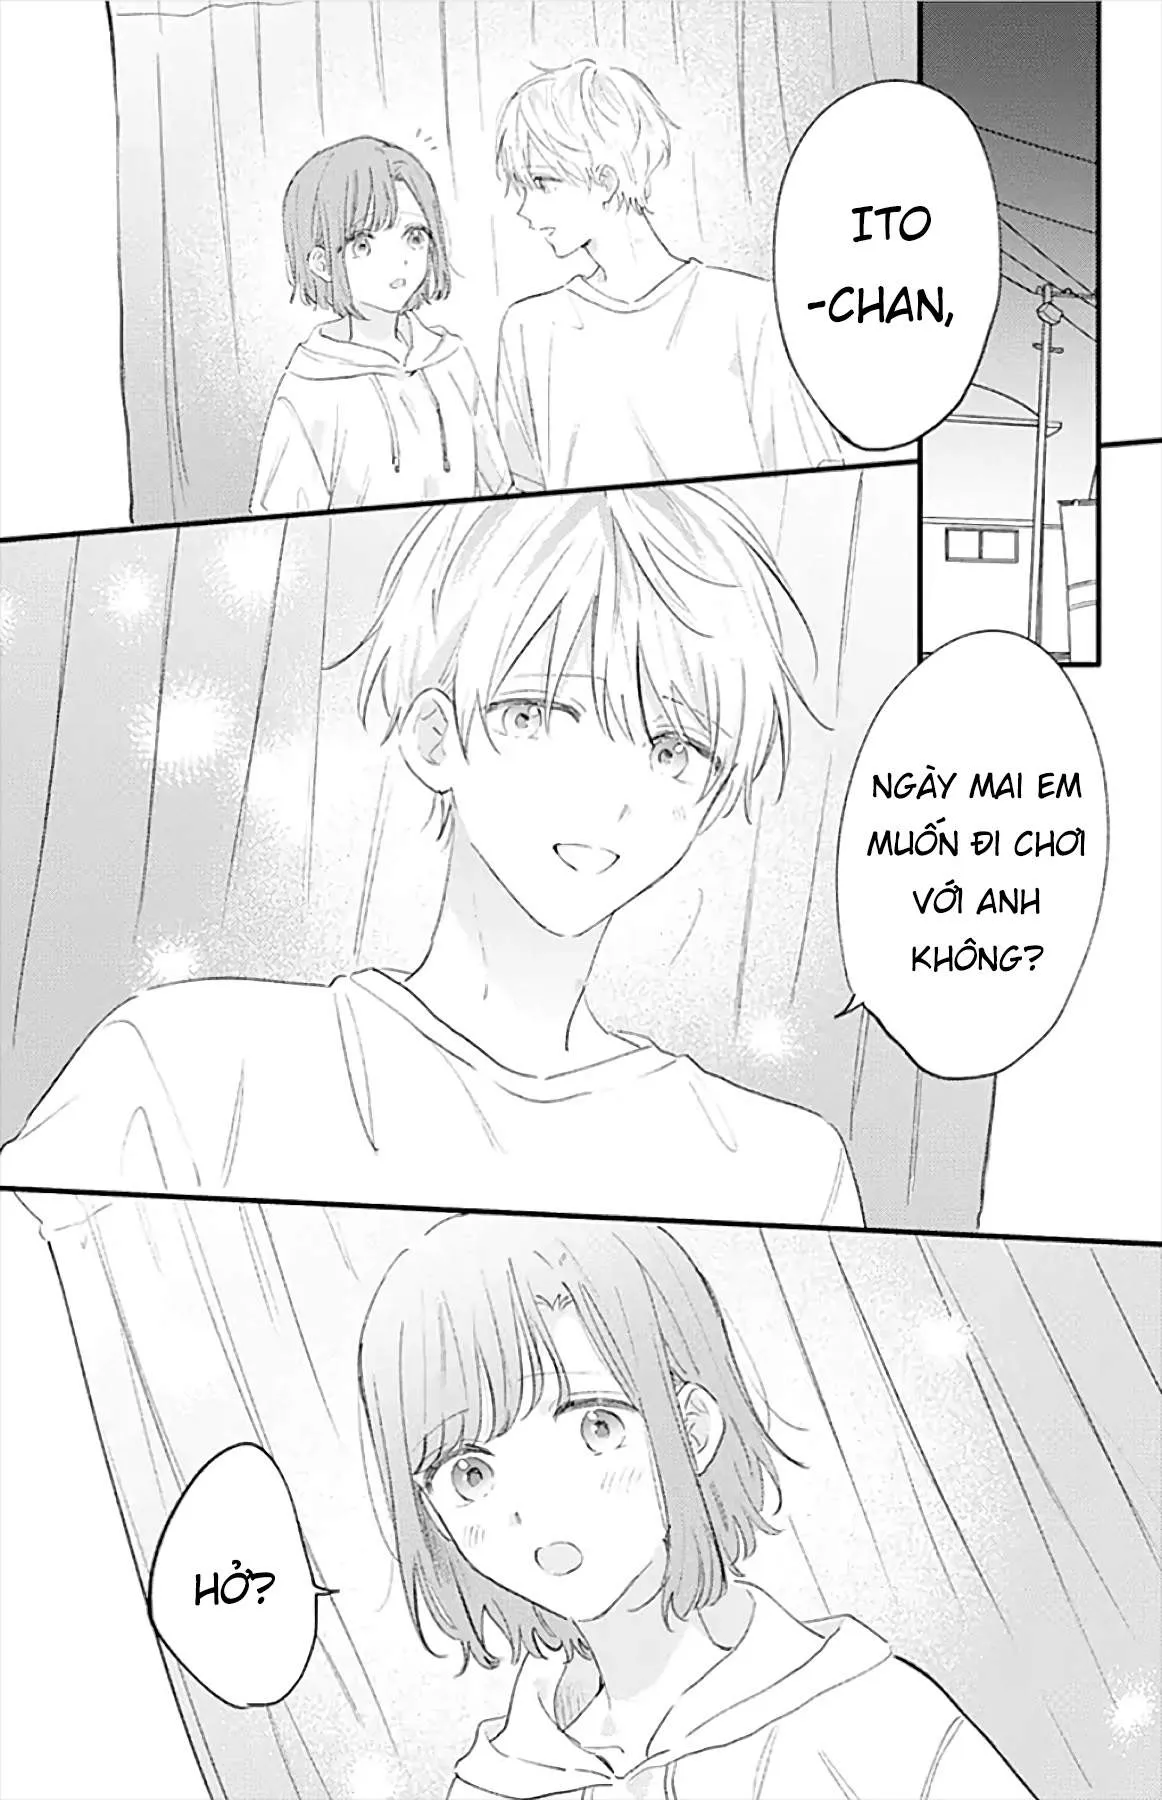 ITO
-CHAN,
NGÀY MAI EM
MUỐN ĐI CHƠI
VỚI ANH
KHÔNG?
HỞ?